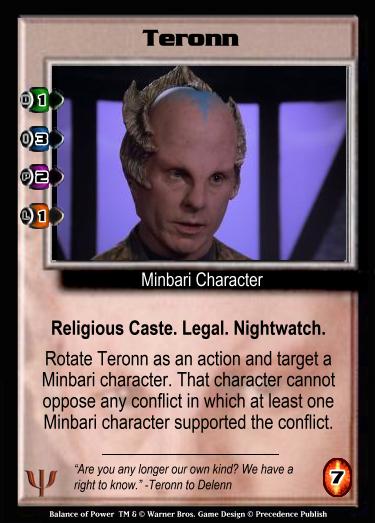 Teronn
D 1
I 3
P 2
L 1
Minbari Character
Religious Caste. Legal. Nightwatch.
Rotate Teronn as an action and target a
Minbari character. That character cannot
oppose any conflict in which at least one
Minbari character supported the conflict.
“Are you any longer our own kind? We have a
right to know.” -Teronn to Delenn
7
Balance of Power TM & © Warner Bros. Game Design © Precedence Publish